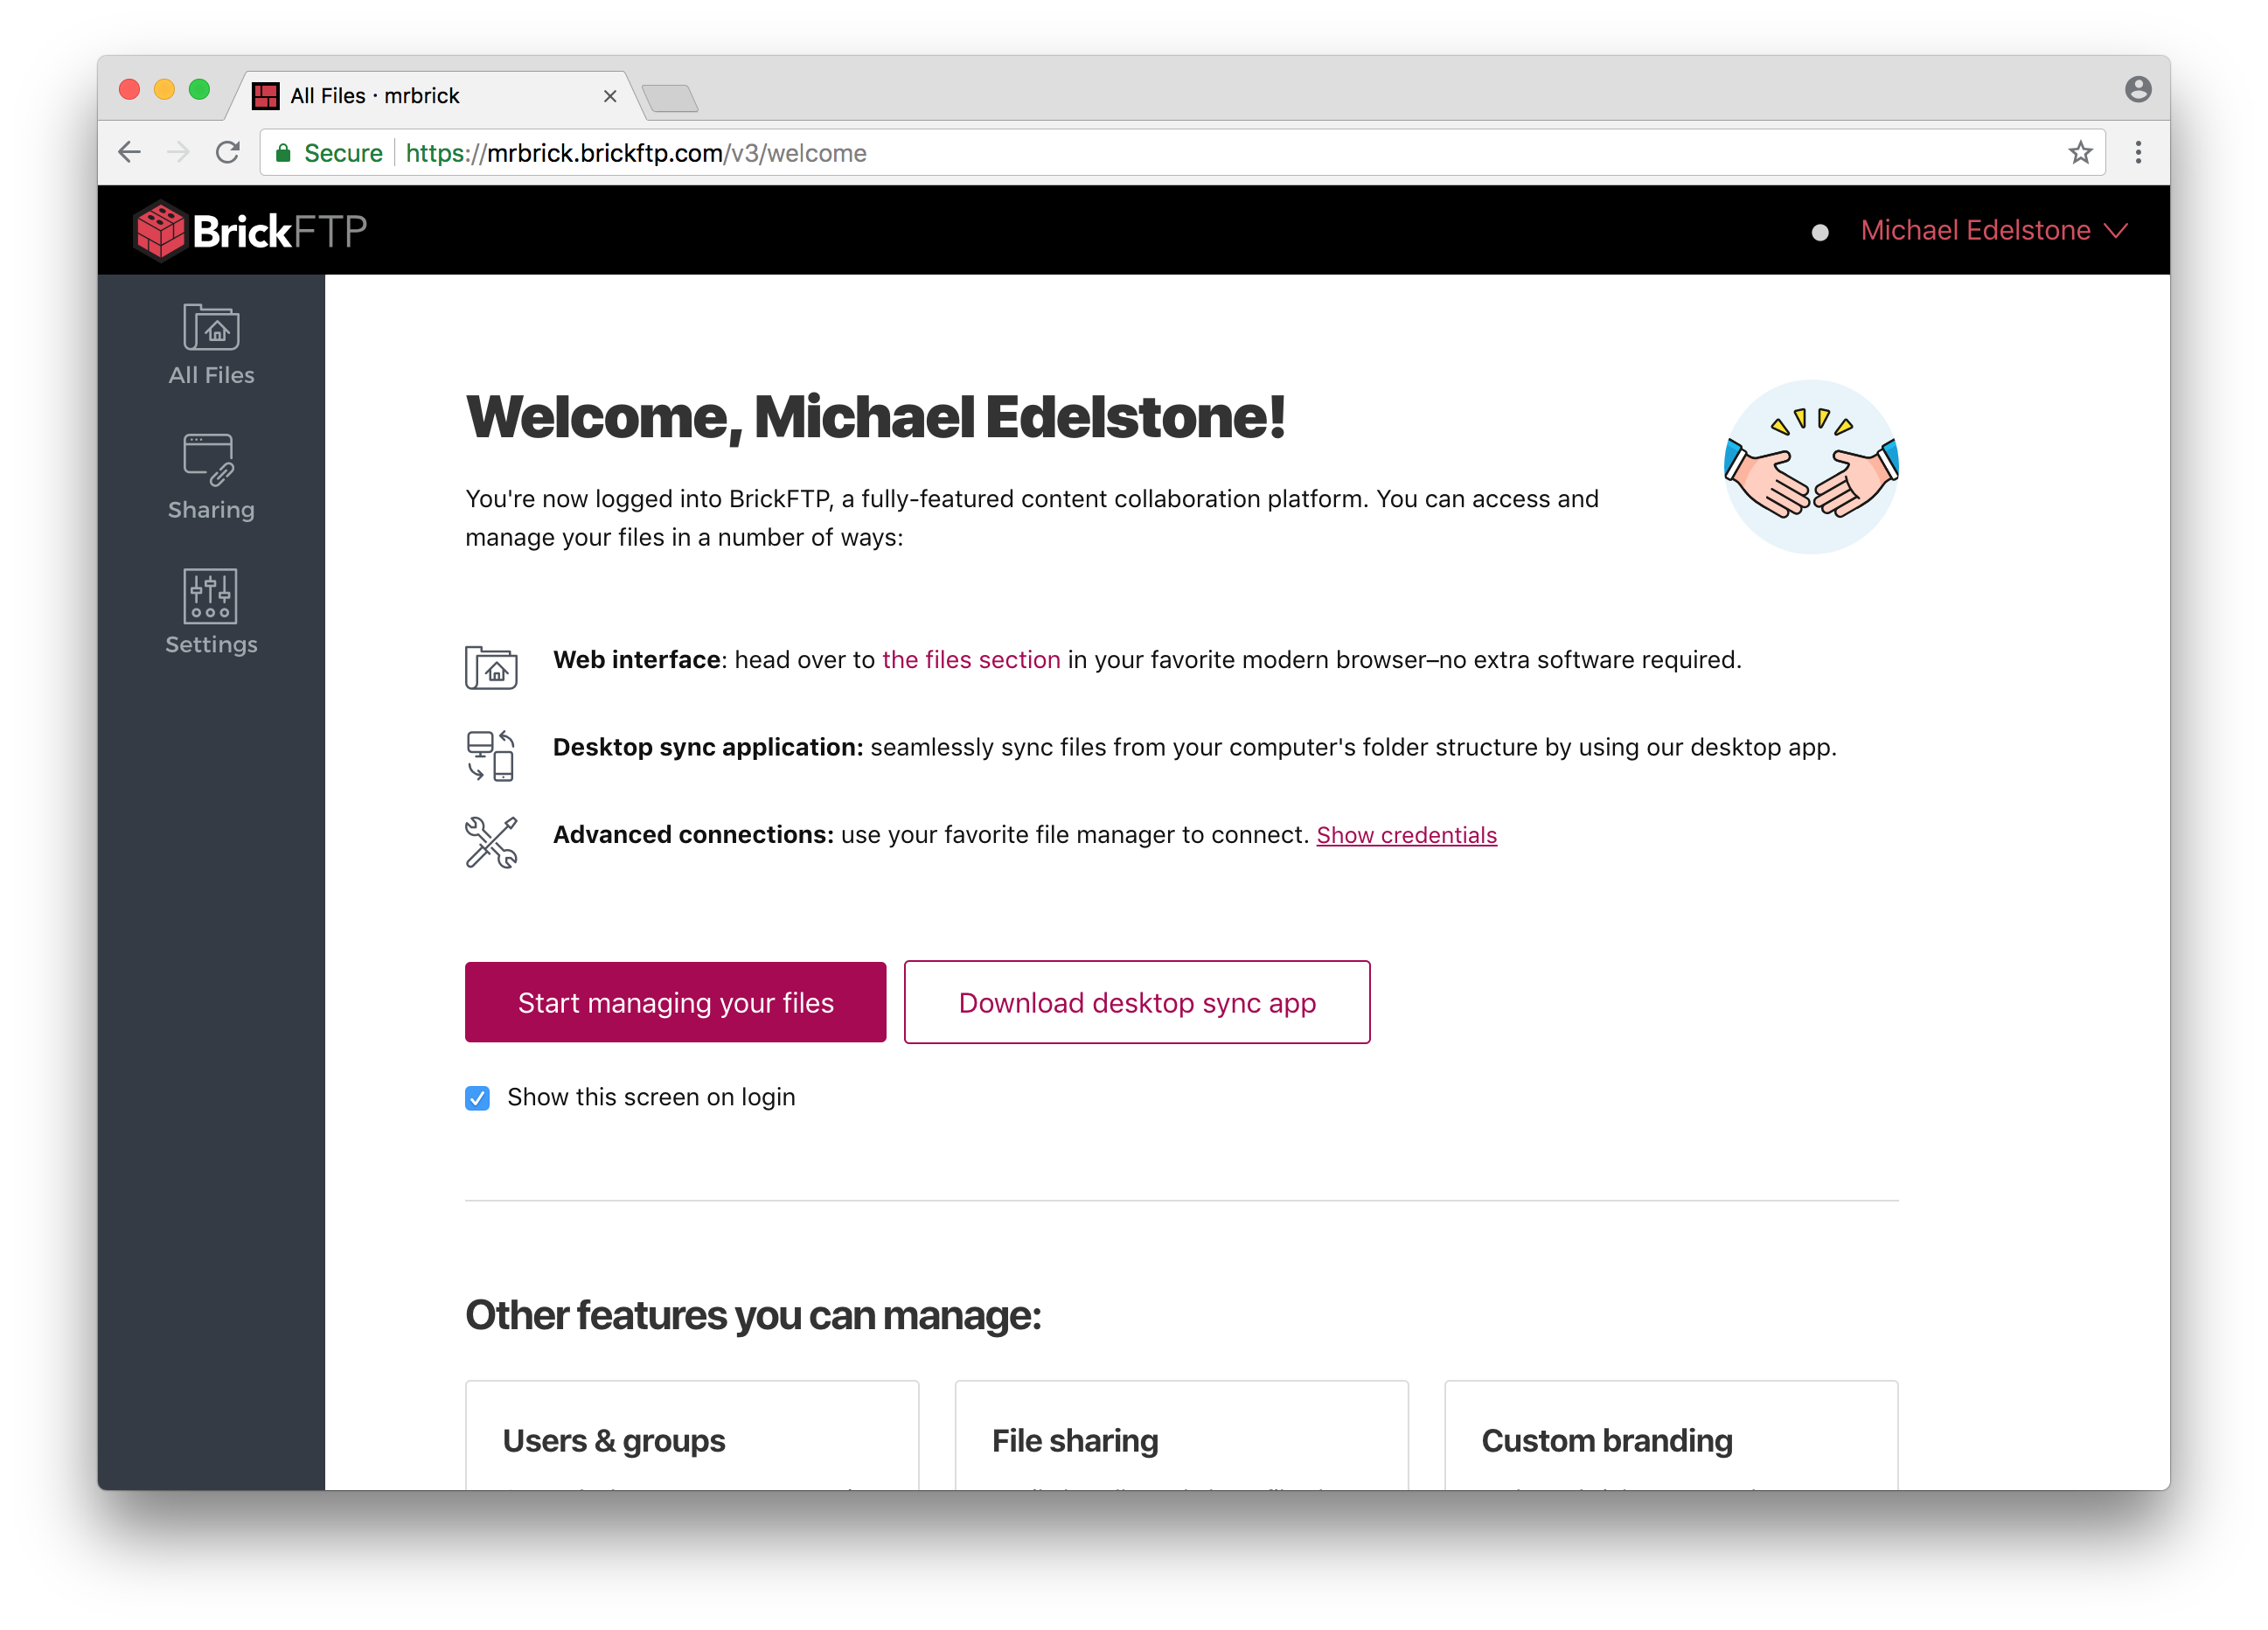 All Files · mrbrick
Secure https://mrbrick.brickftp.com/v3/welcome
BrickFTP
Michael Edelstone
All Files
Sharing
Settings
Welcome, Michael Edelstone!
You're now logged into BrickFTP, a fully-featured content collaboration platform. You can access and
manage your files in a number of ways:
Web interface: head over to the files section in your favorite modern browser–no extra software required.
Desktop sync application: seamlessly sync files from your computer's folder structure by using our desktop app.
Advanced connections: use your favorite file manager to connect. Show credentials
Start managing your files
Download desktop sync app
Show this screen on login
Other features you can manage:
Users & groups
File sharing
Custom branding